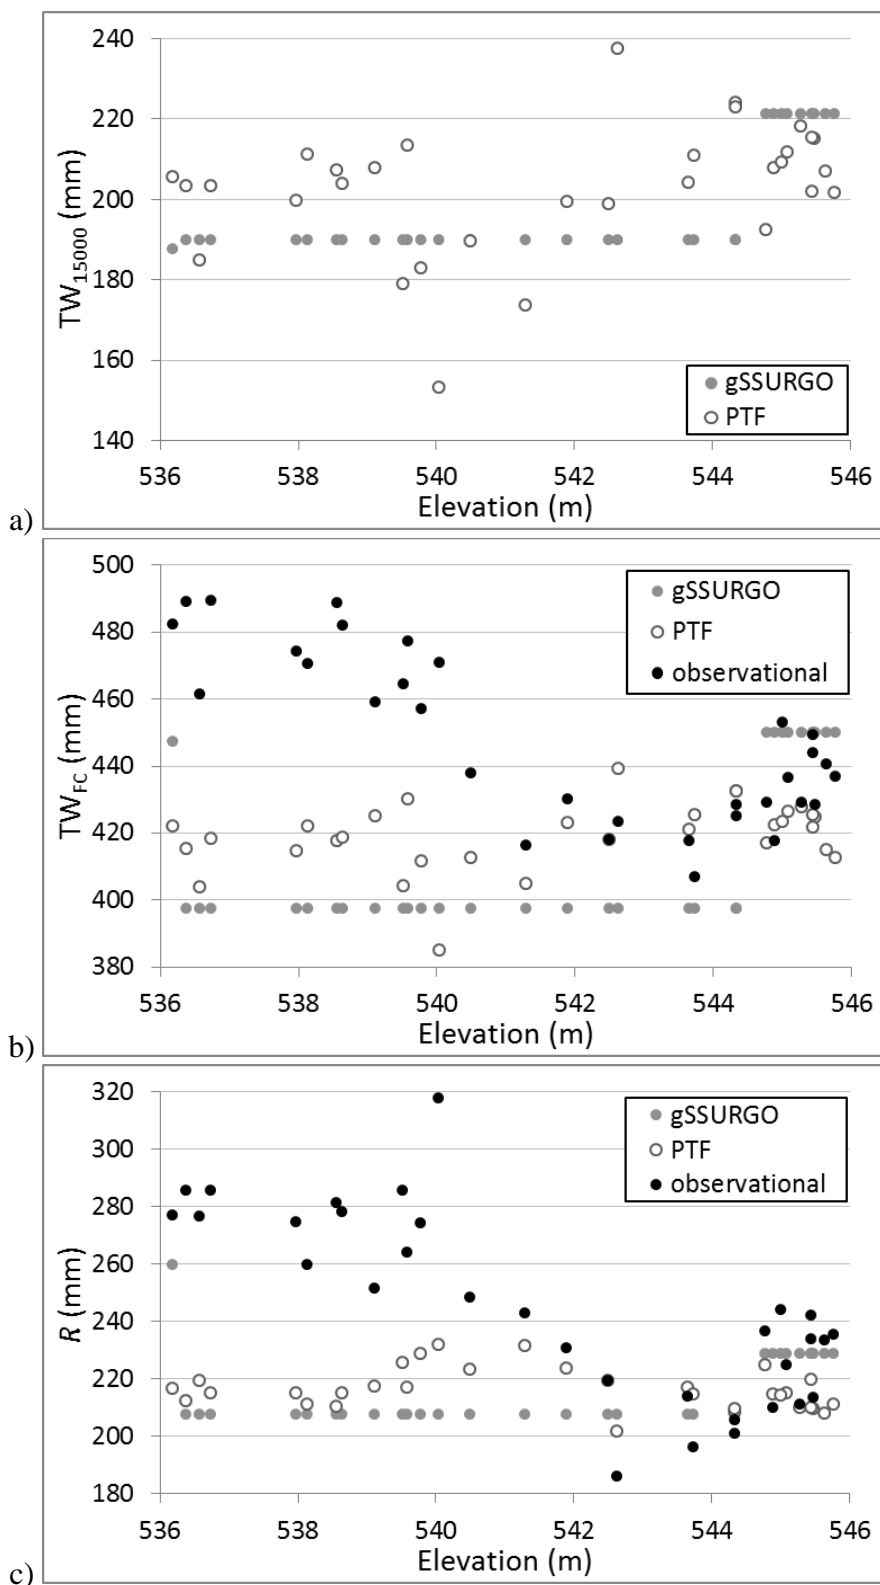 240
220
200
180
160
140
TW15000 (mm)
gSSURGO
PTF
536 538 540 542 544 546
Elevation (m)
a)
500
480
460
440
420
400
380
TWFC (mm)
gSSURGO
PTF
observational
536 538 540 542 544 546
Elevation (m)
b)
320
300
280
260
240
220
200
180
R (mm)
gSSURGO
PTF
observational
536 538 540 542 544 546
Elevation (m)
c)